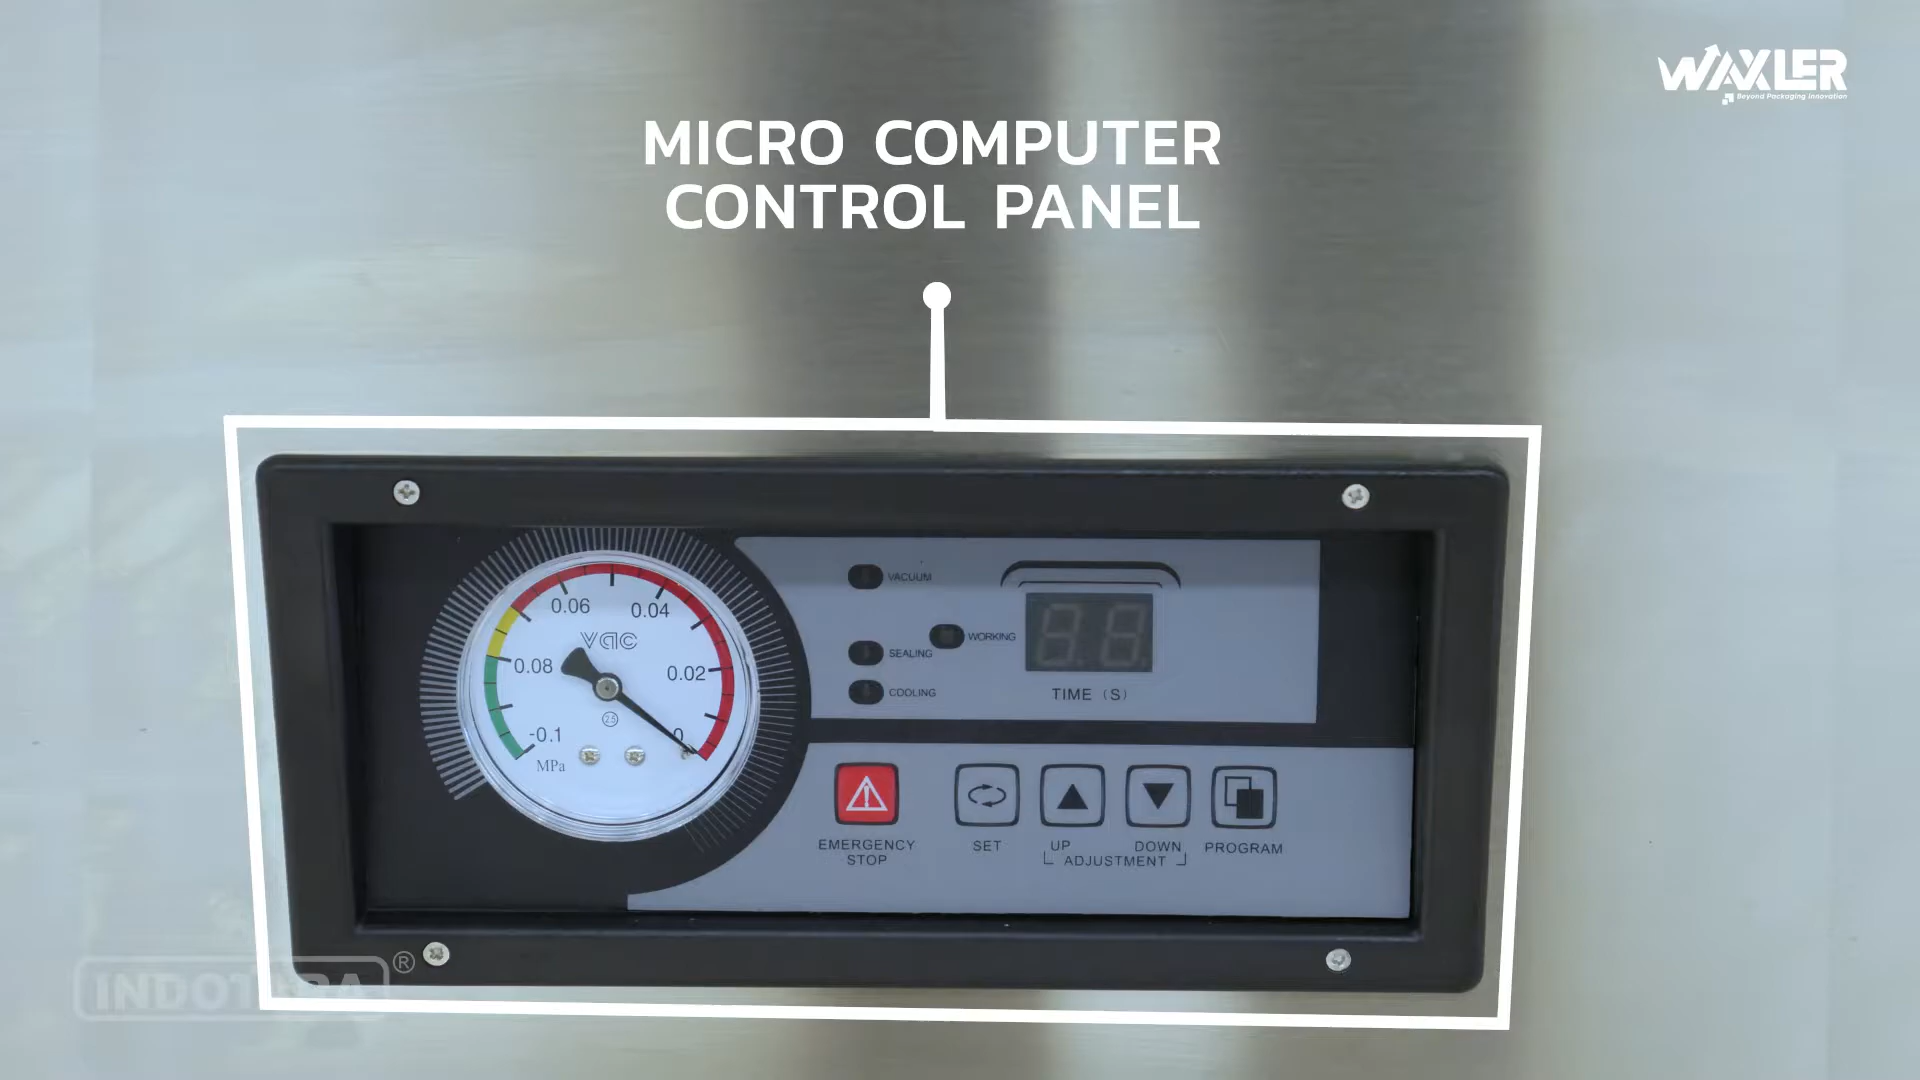 WAXLER
Beyond Packaging Innovation
MICRO COMPUTER
CONTROL PANEL
0.06
0.04
vac
0.08
0.02
2.5
-0.1
0
MPa
VACUUM
WORKING
SEALING
COOLING
TIME (S)
EMERGENCY
STOP
SET
UP
DOWN
ADJUSTMENT
PROGRAM
INDOTARA ®